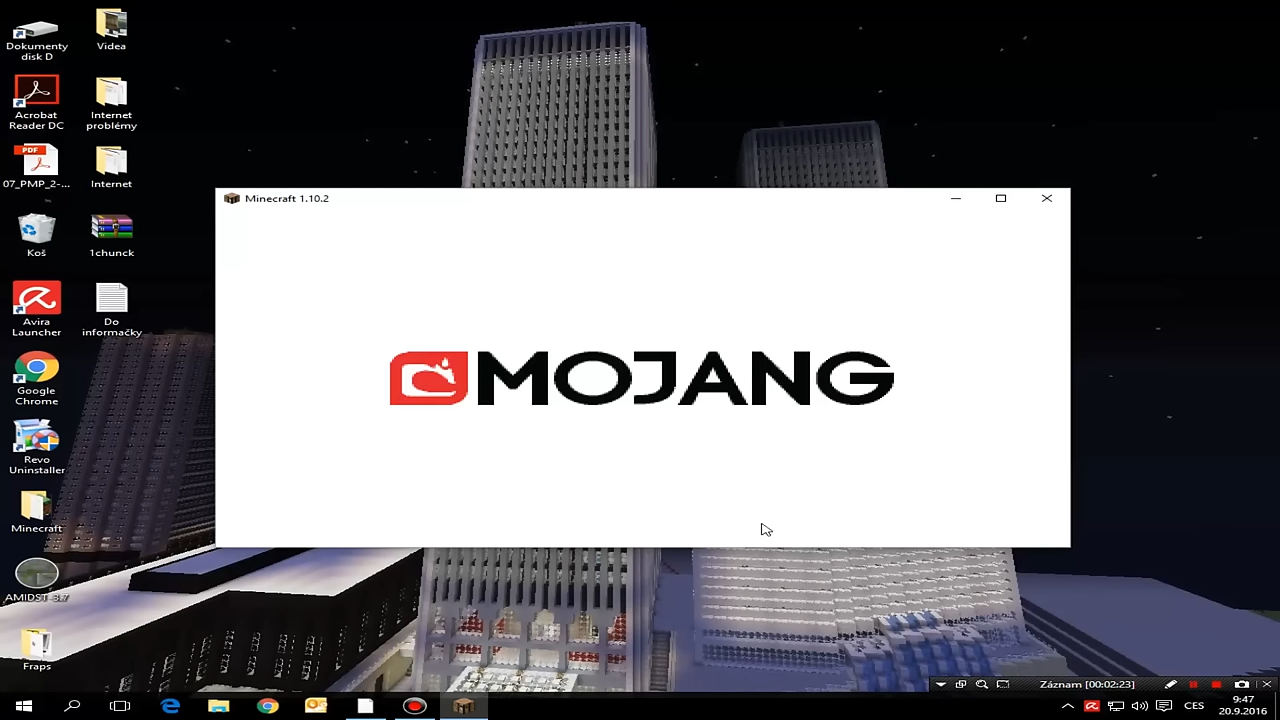 Dokumenty
disk D
Videa
Acrobat
Reader DC
Internet
problémy
PDF
07_PMP_2-...
Internet
Koš
1chunck
Avira
Launcher
Do
informačky
Google
Chrome
Revo
Uninstaller
Minecraft
AMIDST-3.7
Fraps
Minecraft 1.10.2
MOJANG
Záznam [00:02:23]
CES
9:47
20.9.2016